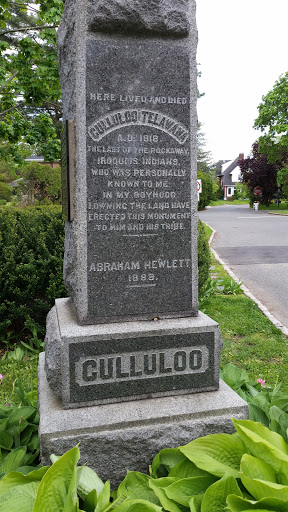 HERE LIVED AND DIED
CULLULOO TELAWANA
A.D. 1818.
THE LAST OF THE ROCKAWAY
IROQUOIS INDIANS,
WHO WAS PERSONALLY
KNOWN TO ME
IN MY BOYHOOD.
I, OWNING THE LAND HAVE
ERECTED THIS MONUMENT
TO HIM AND HIS TRIBE.
ABRAHAM HEWLETT
1888.
CULLULOO